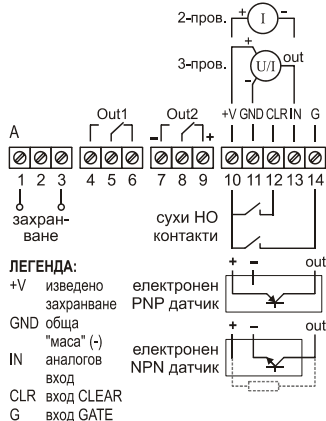 2-пров. + I -
3-пров. + U/I out
-
Out1 Out2 +V GND CLR IN G
A - +
1 2 3 4 5 6 7 8 9 10 11 12 13 14
захран-
ване
сухи НО
контакти
ЛЕГЕНДА:
+V изведено
захранване
GND обща
"маса" (-)
IN аналогов
вход
CLR вход CLEAR
G вход GATE
+ - out
електронен
PNP датчик
+ - out
електронен
NPN датчик